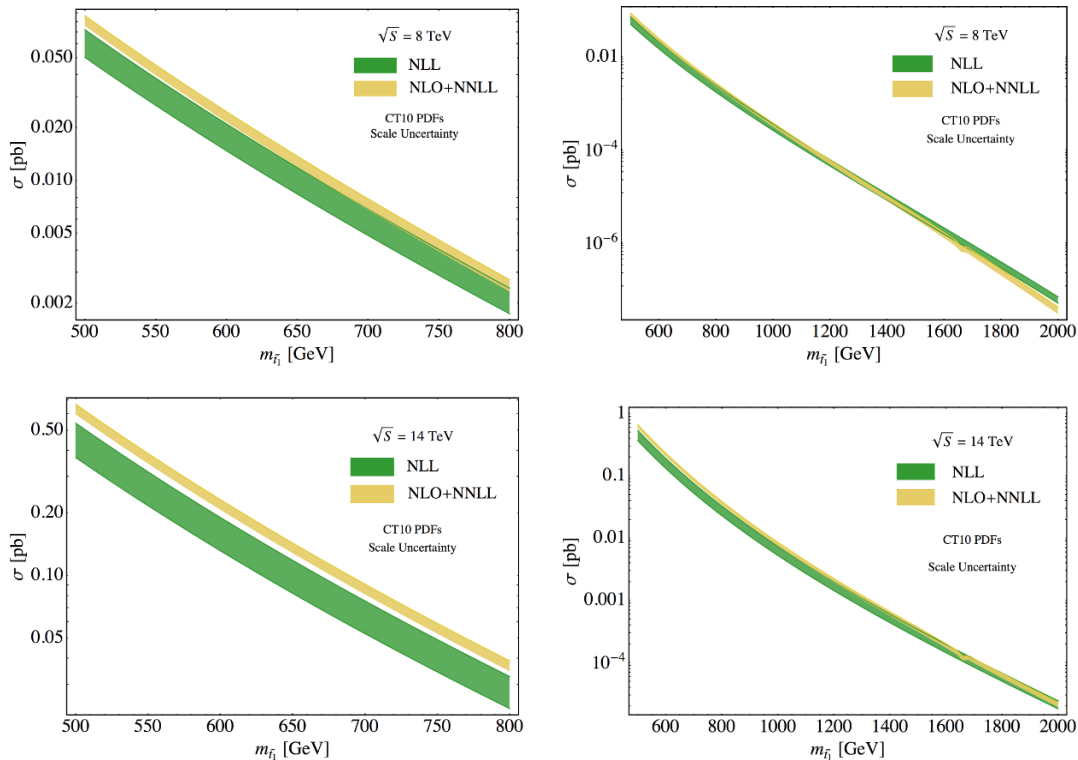 √S = 8 TeV
NLL
NLO+NNLL
CT10 PDFs
Scale Uncertainty
σ [pb]
0.050
0.020
0.010
0.005
0.002
500 550 600 650 700 750 800
m_{t̃₁} [GeV]
√S = 8 TeV
NLL
NLO+NNLL
CT10 PDFs
Scale Uncertainty
σ [pb]
0.01
10⁻⁴
10⁻⁶
600 800 1000 1200 1400 1600 1800 2000
m_{t̃₁} [GeV]
√S = 14 TeV
NLL
NLO+NNLL
CT10 PDFs
Scale Uncertainty
σ [pb]
0.50
0.20
0.10
0.05
500 550 600 650 700 750 800
m_{t̃₁} [GeV]
√S = 14 TeV
NLL
NLO+NNLL
CT10 PDFs
Scale Uncertainty
σ [pb]
1
0.1
0.01
0.001
10⁻⁴
600 800 1000 1200 1400 1600 1800 2000
m_{t̃₁} [GeV]